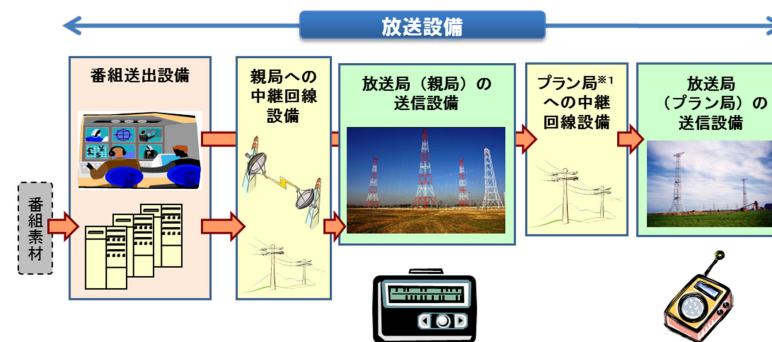 放送設備
番組送出設備
親局への
中継回線
設備
放送局（親局）の
送信設備
プラン局※1
への中継
回線設備
放送局
（プラン局）の
送信設備
番組素材